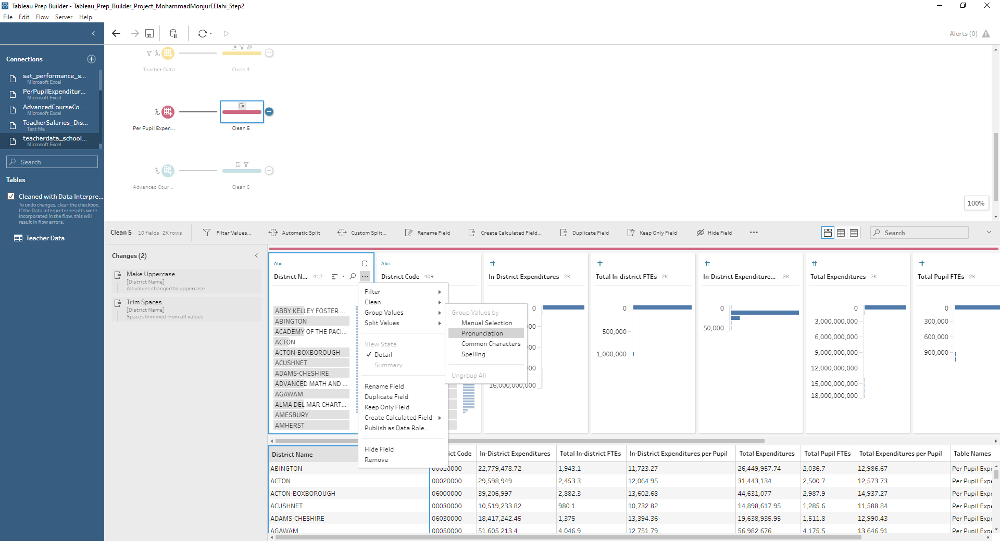 Tableau Prep Builder - Tableau_Prep_Builder_Project_MohammadMonjurEElahi_Step2
File Edit Flow Server Help
Alerts (0)
Connections
sat_performance_s...
Microsoft Excel
PerPupilExpenditur...
Microsoft Excel
AdvancedCourseCo...
Microsoft Excel
TeacherSalaries_Dis...
Text file
teacherdata_school...
Microsoft Excel
Search
Tables
Cleaned with Data Interpre...
To undo changes, clear the checkbox.
If the Data Interpreter results were
incorporated in the flow, this will
result in flow errors.
Teacher Data
Teacher Data
Clean 4
Per Pupil Expen...
Clean 5
Advanced Cour...
Clean 6
100%
Clean 5 10 fields 2K rows
Filter Values... Automatic Split Custom Split... Rename Field Create Calculated Field... Duplicate Field Keep Only Field Hide Field ...
Search
Changes (2)
Make Uppercase
[District Name]
All values changed to uppercase
Trim Spaces
[District Name]
Spaces trimmed from all values
Abc
District N... 412
ABBY KELLEY FOSTER ...
ABINGTON
ACADEMY OF THE PACI...
ACTON
ACTON-BOXBOROUGH
ACUSHNET
ADAMS-CHESHIRE
ADVANCED MATH AND ...
AGAWAM
ALMA DEL MAR CHART...
AMESBURY
AMHERST
Abc
District Code 409
Filter
Clean
Group Values
Split Values
View State
Detail
Summary
Rename Field
Duplicate Field
Keep Only Field
Create Calculated Field
Publish as Data Role...
Hide Field
Remove
Group Values by
Manual Selection
Pronunciation
Common Characters
Spelling
Ungroup All
#
In-District Expenditures 2K
0
000
000
000
16,000,000,000
#
Total In-district FTEs 2K
0
500,000
1,000,000
#
In-District Expenditure... 2K
0
50,000
#
Total Expenditures 2K
0
3,000,000,000
6,000,000,000
9,000,000,000
12,000,000,000
15,000,000,000
18,000,000,000
#
Total Pupil FTEs 2K
0
300,000
600,000
900,000
District Name ict Code In-District Expenditures Total In-district FTEs In-District Expenditures per Pupil Total Expenditures Total Pupil FTEs Total Expenditures per Pupil Table Names
ABINGTON 00010000 22,779,478.72 1,943.1 11,723.27 26,449,957.74 2,036.7 12,986.67 Per Pupil Expe
ACTON 00020000 29,598,949 2,453.3 12,064.95 31,443,134 2,500.7 12,573.73 Per Pupil Expe
ACTON-BOXBOROUGH 06000000 39,206,997 2,882.3 13,602.68 44,631,077 2,987.9 14,937.27 Per Pupil Expe
ACUSHNET 00030000 10,519,233.82 980.1 10,732.82 14,898,617.95 1,285.6 11,588.84 Per Pupil Expe
ADAMS-CHESHIRE 06030000 18,417,242.45 1,375 13,394.36 19,638,935.95 1,511.8 12,990.43 Per Pupil Expe
AGAWAM 00050000 51,605,213.4 4,046.9 12,751.79 56,982,676 4,175.5 13,646.91 Per Pupil Expe